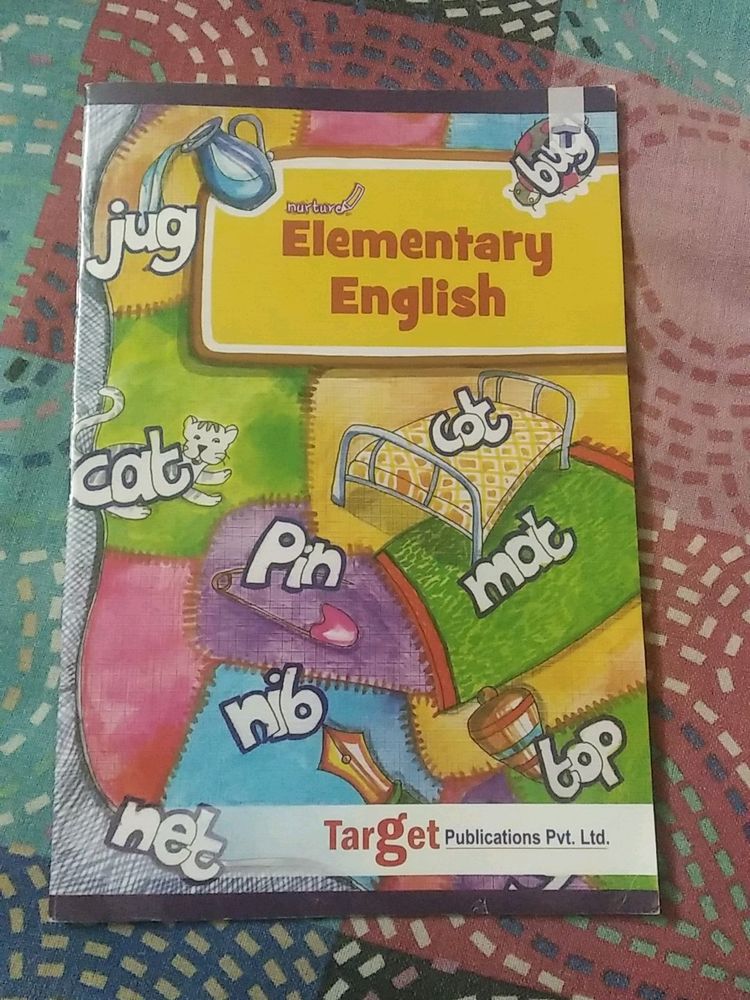 bug
jug
nurture
Elementary
English
cot
cat
Pin
mat
nib
top
net
Target Publications Pvt. Ltd.